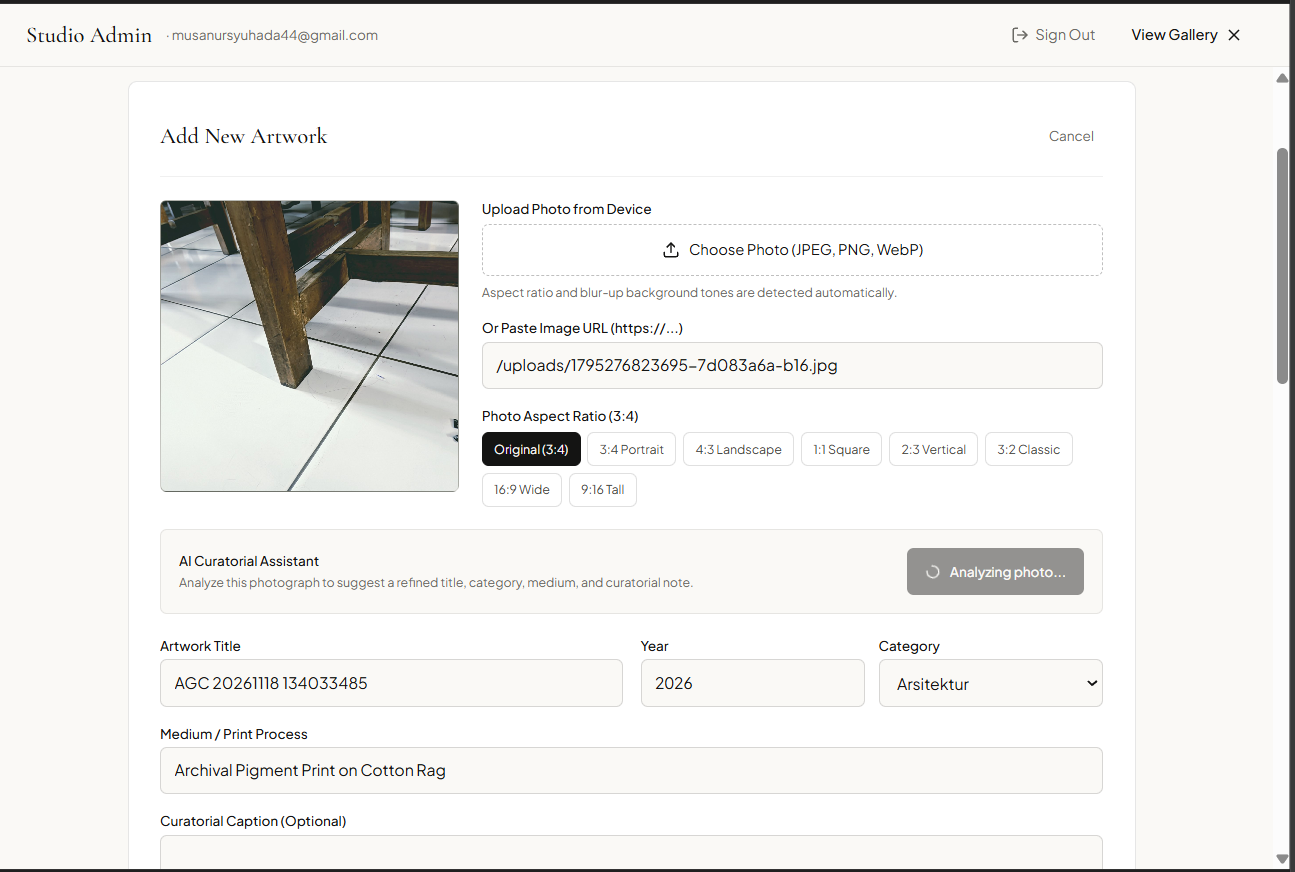 Studio Admin · musanursyuhada44@gmail.com
Sign Out
View Gallery
Add New Artwork
Cancel
Upload Photo from Device
Choose Photo (JPEG, PNG, WebP)
Aspect ratio and blur-up background tones are detected automatically.
Or Paste Image URL (https://...)
/uploads/1795276823695-7d083a6a-b16.jpg
Photo Aspect Ratio (3:4)
Original (3:4) 3:4 Portrait 4:3 Landscape 1:1 Square 2:3 Vertical 3:2 Classic
16:9 Wide 9:16 Tall
AI Curatorial Assistant
Analyze this photograph to suggest a refined title, category, medium, and curatorial note.
Analyzing photo...
Artwork Title
AGC 20261118 134033485
Year
2026
Category
Arsitektur
Medium / Print Process
Archival Pigment Print on Cotton Rag
Curatorial Caption (Optional)